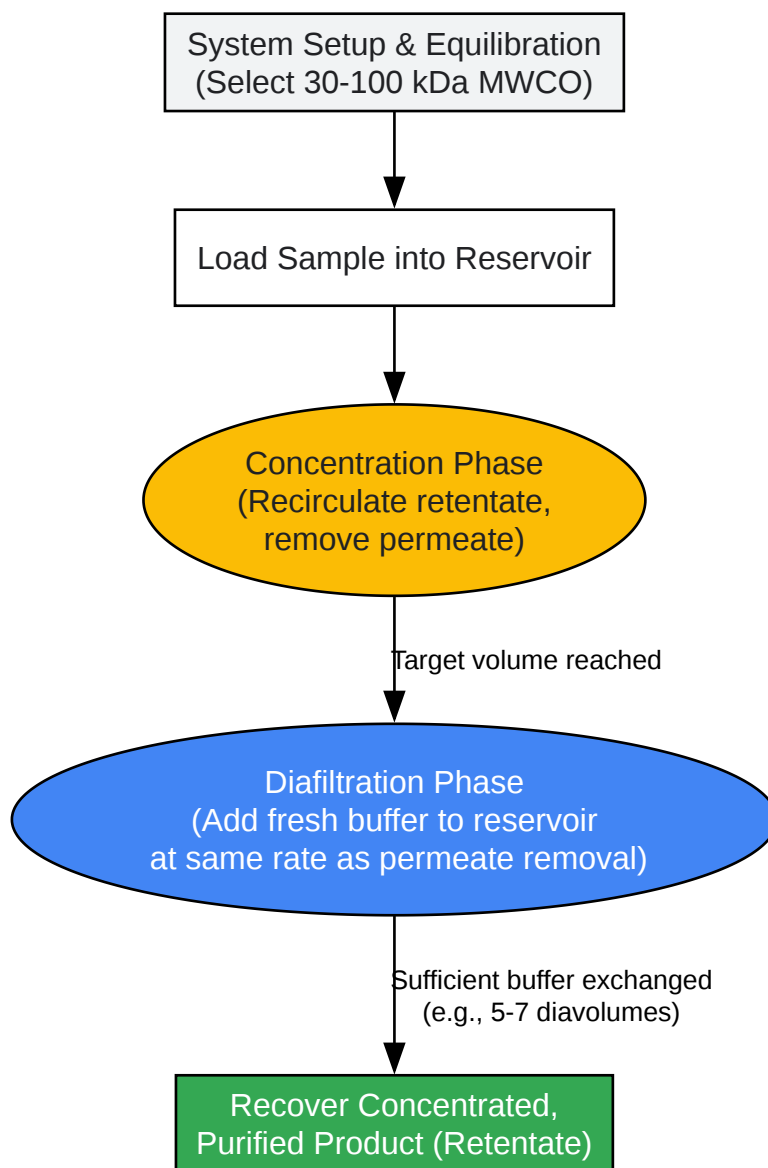 System Setup & Equilibration
(Select 30-100 kDa MWCO)
Load Sample into Reservoir
Concentration Phase
(Recirculate retentate,
remove permeate)
Target volume reached
Diafiltration Phase
(Add fresh buffer to reservoir
at same rate as permeate removal)
Sufficient buffer exchanged
(e.g., 5-7 diavolumes)
Recover Concentrated,
Purified Product (Retentate)